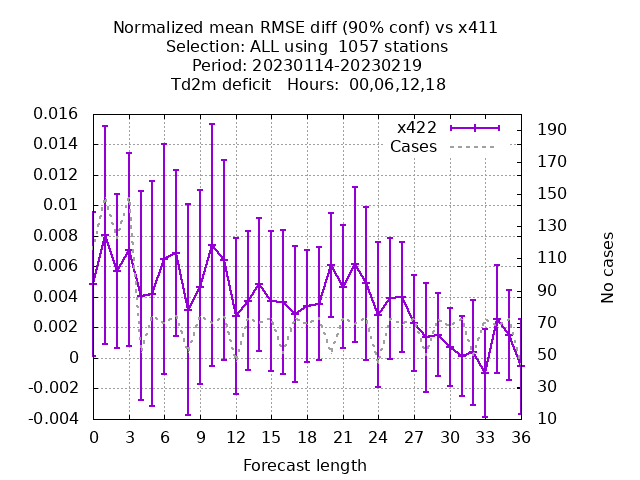 Normalized mean RMSE diff (90% conf) vs x411
Selection: ALL using  1057 stations
Period: 20230114-20230219
Td2m deficit   Hours:  00,06,12,18
x422
Cases
0.016
0.014
0.012
0.01
0.008
0.006
0.004
0.002
0
-0.002
-0.004
190
170
150
130
110
90
70
50
30
10
No cases
0 3 6 9 12 15 18 21 24 27 30 33 36
Forecast length